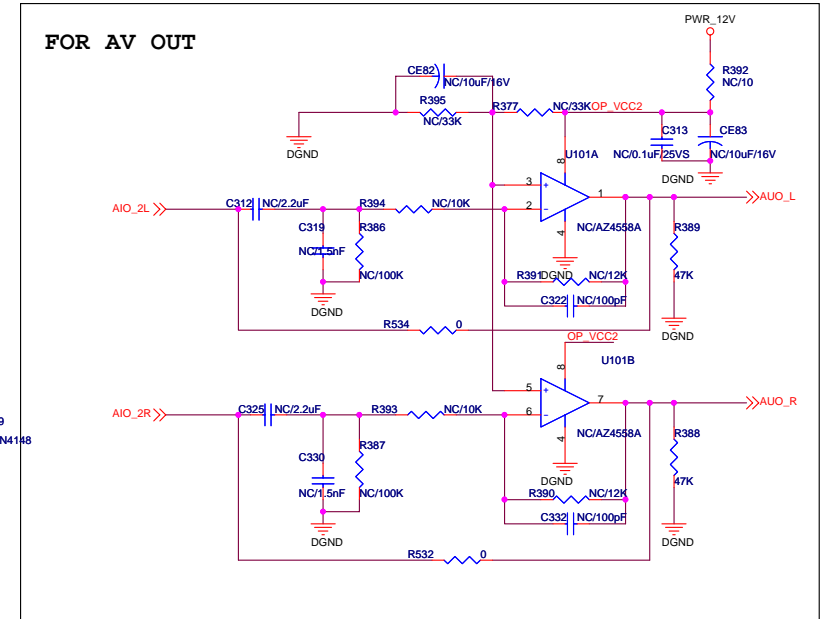 FOR AV OUT
PWR_12V
CE82
NC/10uF/16V
R392
NC/10
R395
NC/33K
R377
NC/33K
OP_VCC2
C313
NC/0.1uF/25VS
CE83
NC/10uF/16V
DGND
DGND
U101A
8
3
+
1
2
-
4
NC/AZ4558A
AIO_2L
C312
NC/2.2uF
R394
NC/10K
AUO_L
C319
NC/1.5nF
R386
NC/100K
R389
47K
DGND
R391
DGND
NC/12K
C322
NC/100pF
DGND
R534
0
OP_VCC2
U101B
8
5
+
7
6
-
4
NC/AZ4558A
AIO_2R
C325
NC/2.2uF
R393
NC/10K
AUO_R
9
N4148
C330
NC/1.5nF
R387
NC/100K
R388
47K
DGND
DGND
R390
NC/12K
C332
NC/100pF
DGND
R532
0